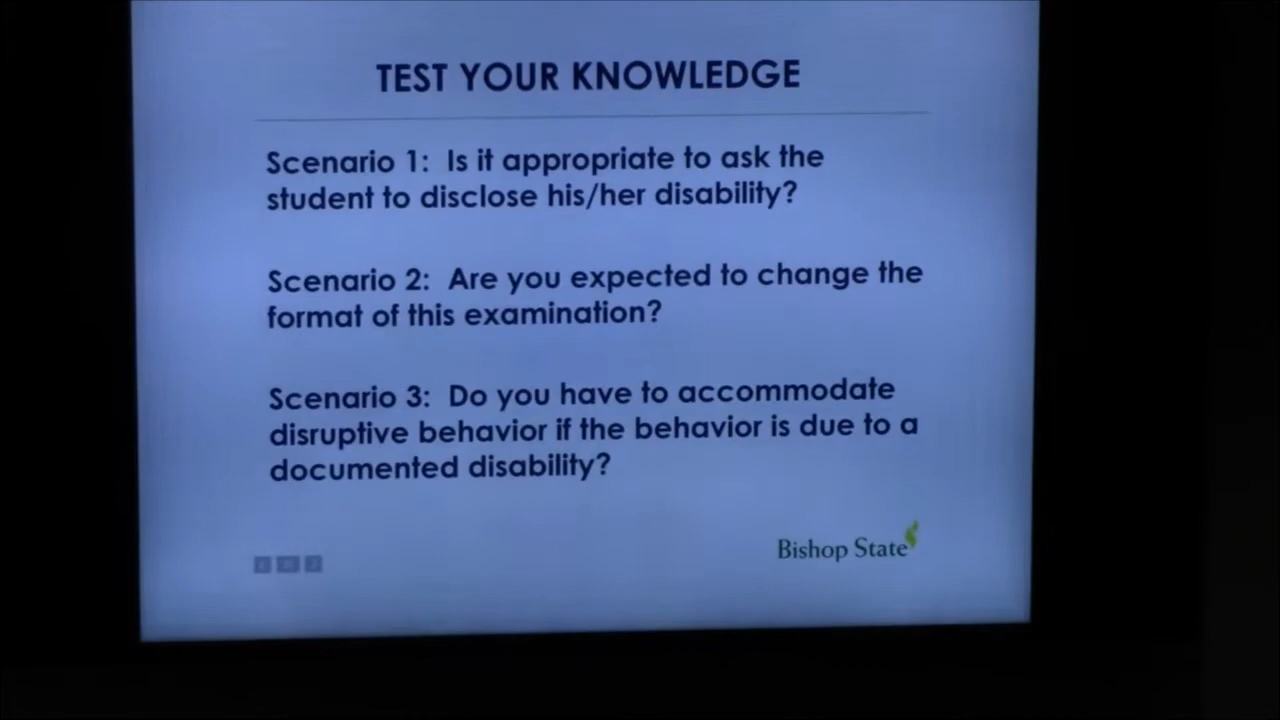 TEST YOUR KNOWLEDGE
Scenario 1: Is it appropriate to ask the
student to disclose his/her disability?
Scenario 2: Are you expected to change the
format of this examination?
Scenario 3: Do you have to accommodate
disruptive behavior if the behavior is due to a
documented disability?
Bishop State